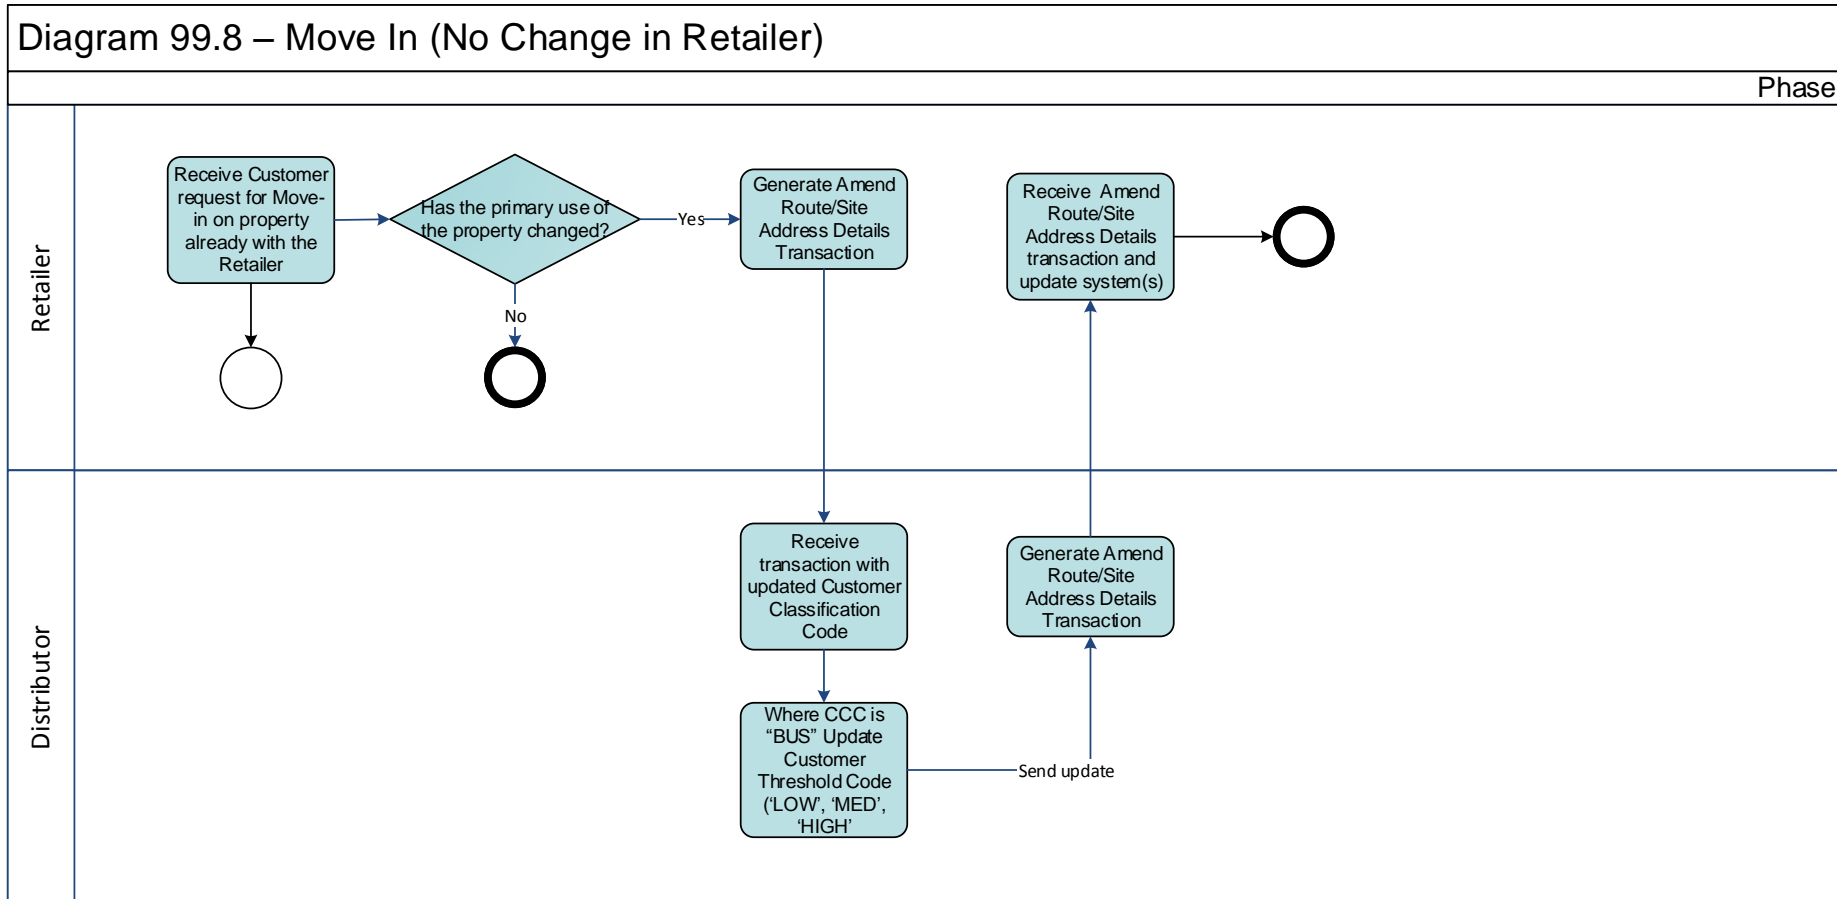 Diagram 99.8 – Move In (No Change in Retailer)
Phase
Retailer
Receive Customer
request for Move-
in on property
already with the
Retailer
Has the primary use of
the property changed?
Yes
No
Generate Amend
Route/Site
Address Details
Transaction
Receive Amend
Route/Site
Address Details
transaction and
update system(s)
Distributor
Receive
transaction with
updated Customer
Classification
Code
Where CCC is
“BUS” Update
Customer
Threshold Code
(‘LOW’, ‘MED’,
‘HIGH’
Send update
Generate Amend
Route/Site
Address Details
Transaction